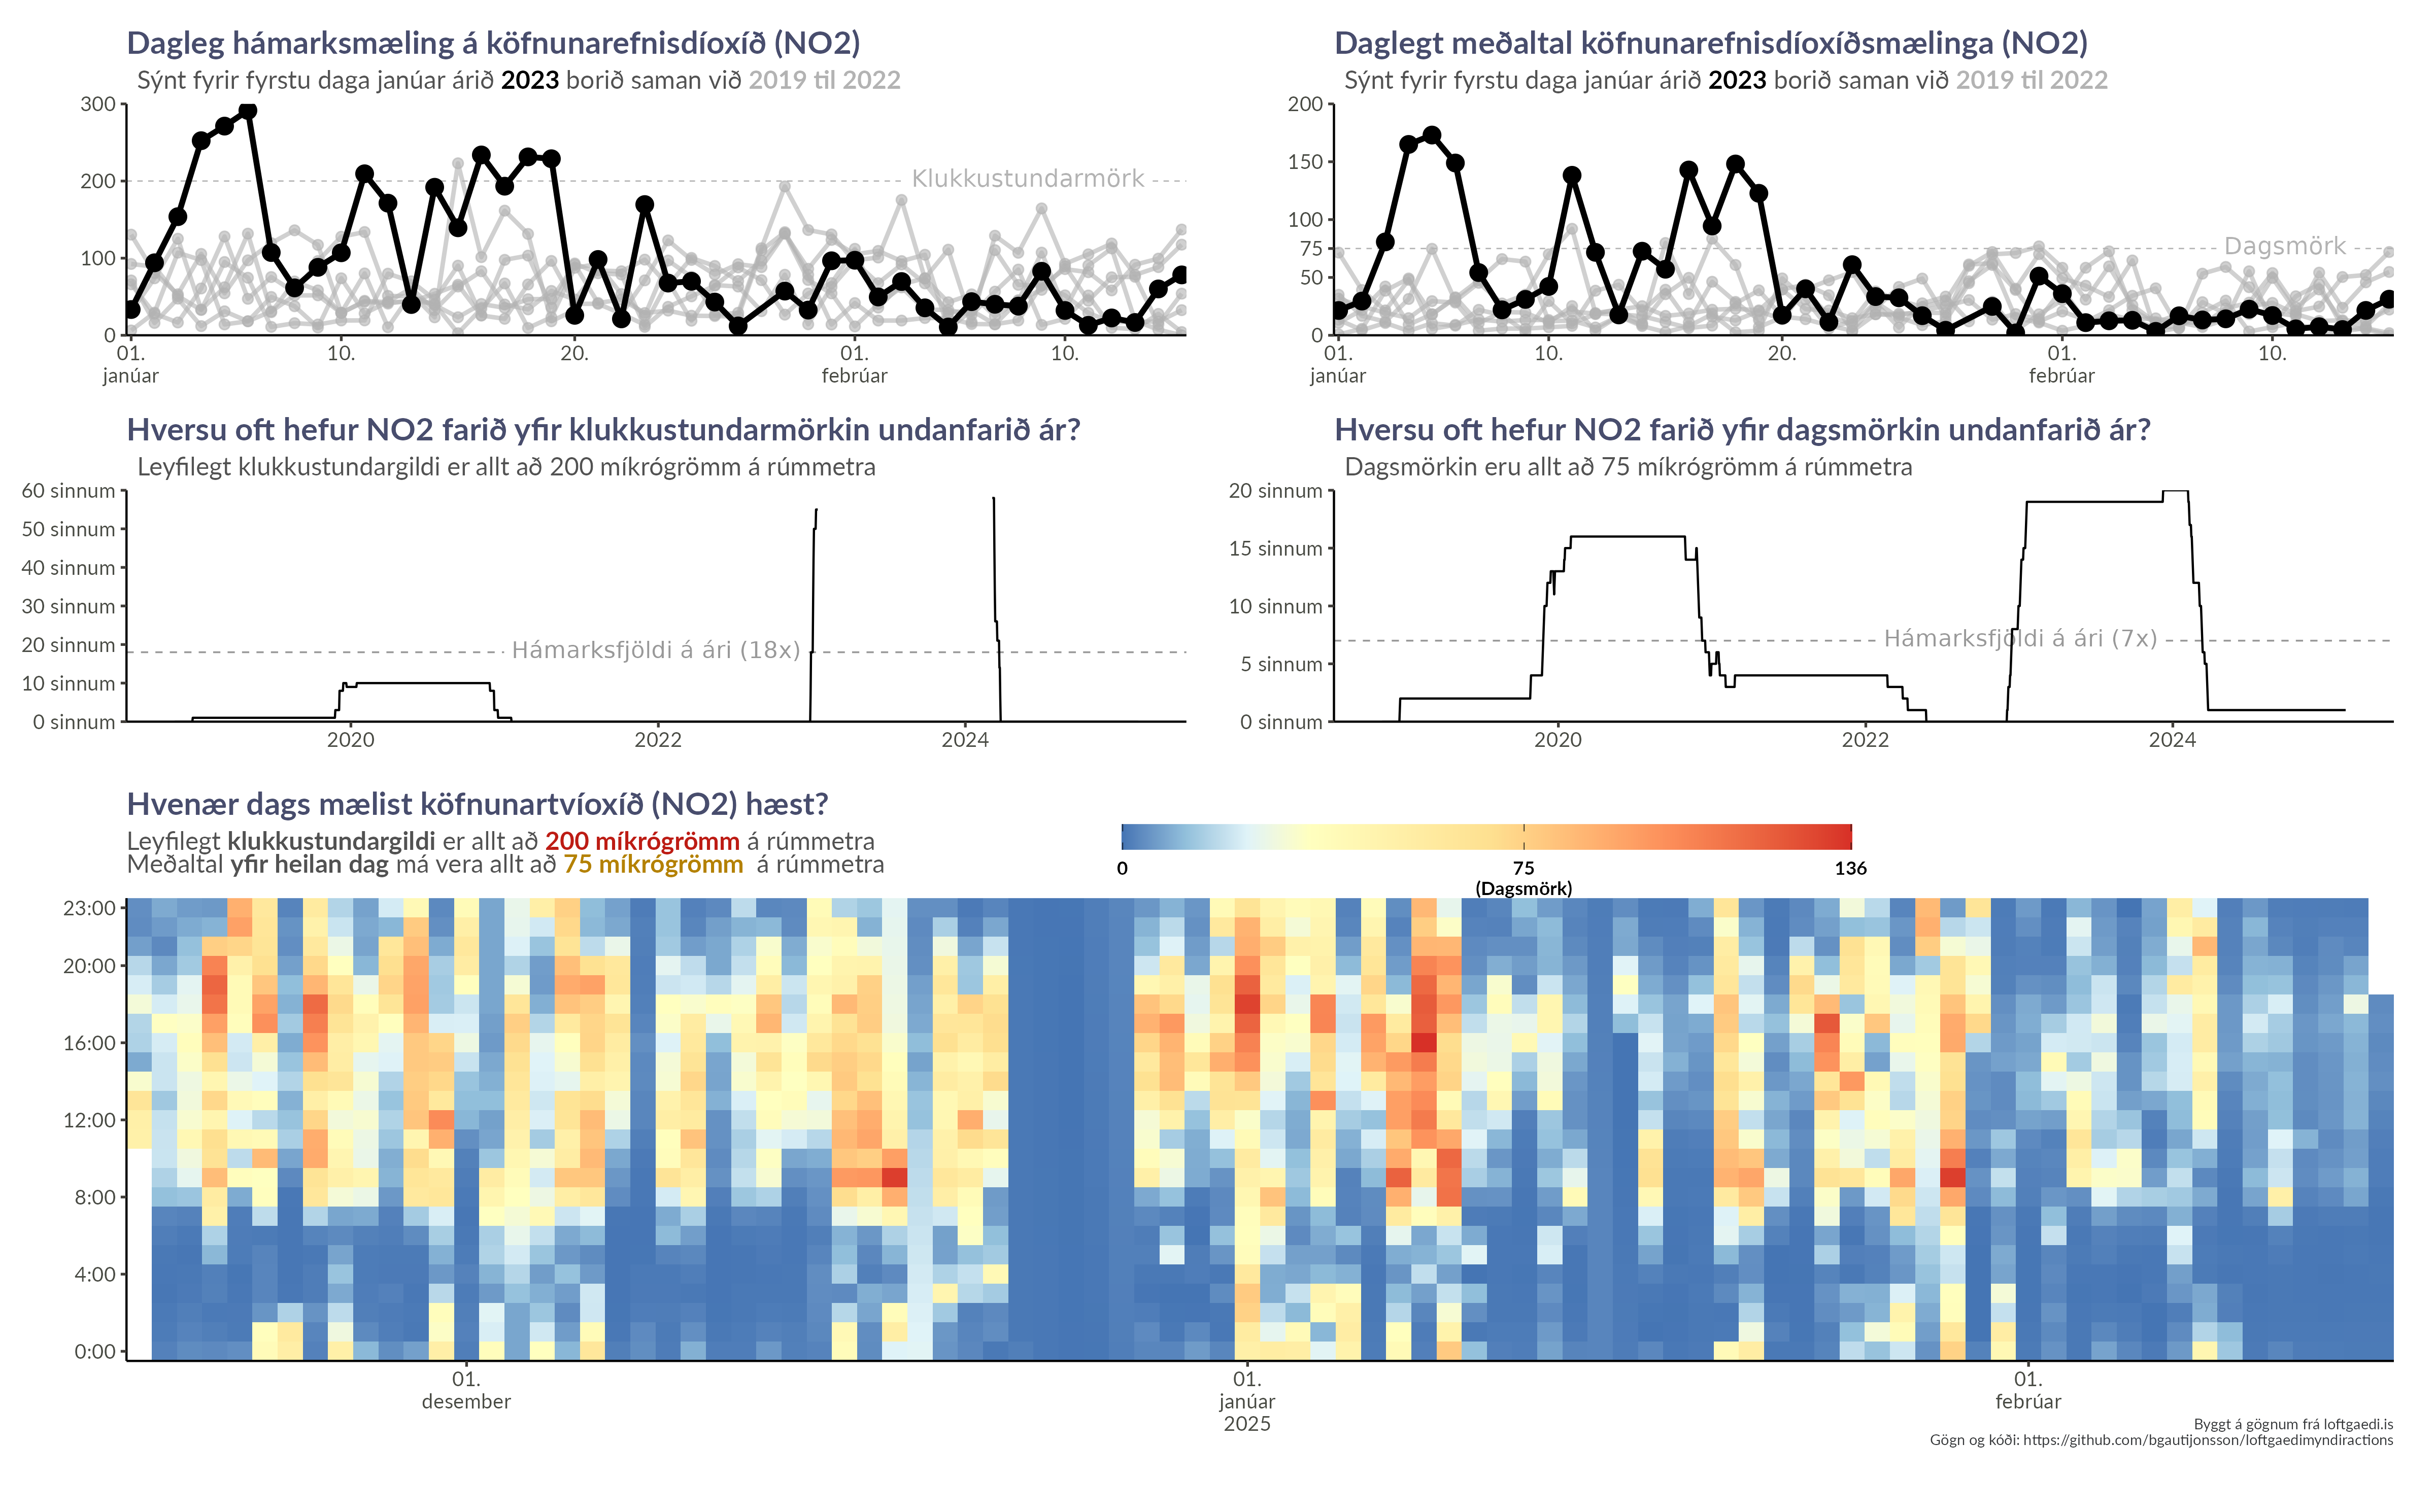 Dagleg hámarksmæling á köfnunarefnisdíoxíð (NO2)
Sýnt fyrir fyrstu daga janúar árið 2023 borið saman við 2019 til 2022
300
200
100
0
Klukkustundarmörk
01.
janúar
10.
20.
01.
febrúar
10.
Daglegt meðaltal köfnunarefnisdíoxíðsmælinga (NO2)
Sýnt fyrir fyrstu daga janúar árið 2023 borið saman við 2019 til 2022
200
150
100
75
50
0
Dagsmörk
01.
janúar
10.
20.
01.
febrúar
10.
Hversu oft hefur NO2 farið yfir klukkustundarmörkin undanfarið ár?
Leyfilegt klukkustundargildi er allt að 200 míkrógrömm á rúmmetra
60 sinnum
50 sinnum
40 sinnum
30 sinnum
20 sinnum
10 sinnum
0 sinnum
Hámarksfjöldi á ári (18x)
2020
2022
2024
Hversu oft hefur NO2 farið yfir dagsmörkin undanfarið ár?
Dagsmörkin eru allt að 75 míkrógrömm á rúmmetra
20 sinnum
15 sinnum
10 sinnum
5 sinnum
0 sinnum
Hámarksfjöldi á ári (7x)
2020
2022
2024
Hvenær dags mælist köfnunartvíoxíð (NO2) hæst?
Leyfilegt klukkustundargildi er allt að 200 míkrógrömm á rúmmetra
Meðaltal yfir heilan dag má vera allt að 75 míkrógrömm á rúmmetra
0
75
(Dagsmörk)
136
23:00
20:00
16:00
12:00
8:00
4:00
0:00
01.
desember
01.
janúar
2025
01.
febrúar
Byggt á gögnum frá loftgaedi.is
Gögn og kóði: https://github.com/bgautijonsson/loftgaedimyndiractions